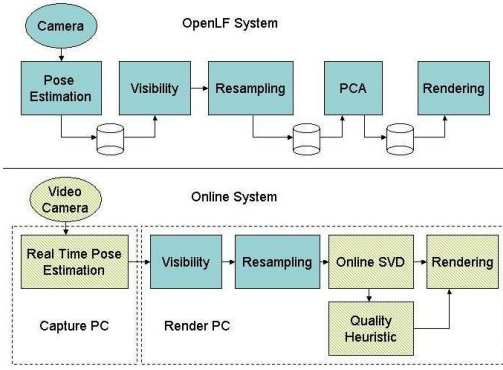 OpenLF System
Camera
Pose
Estimation
Visibility
Resampling
PCA
Rendering
Online System
Video
Camera
Real Time Pose
Estimation
Visibility
Resampling
Online SVD
Rendering
Quality
Heuristic
Capture PC
Render PC